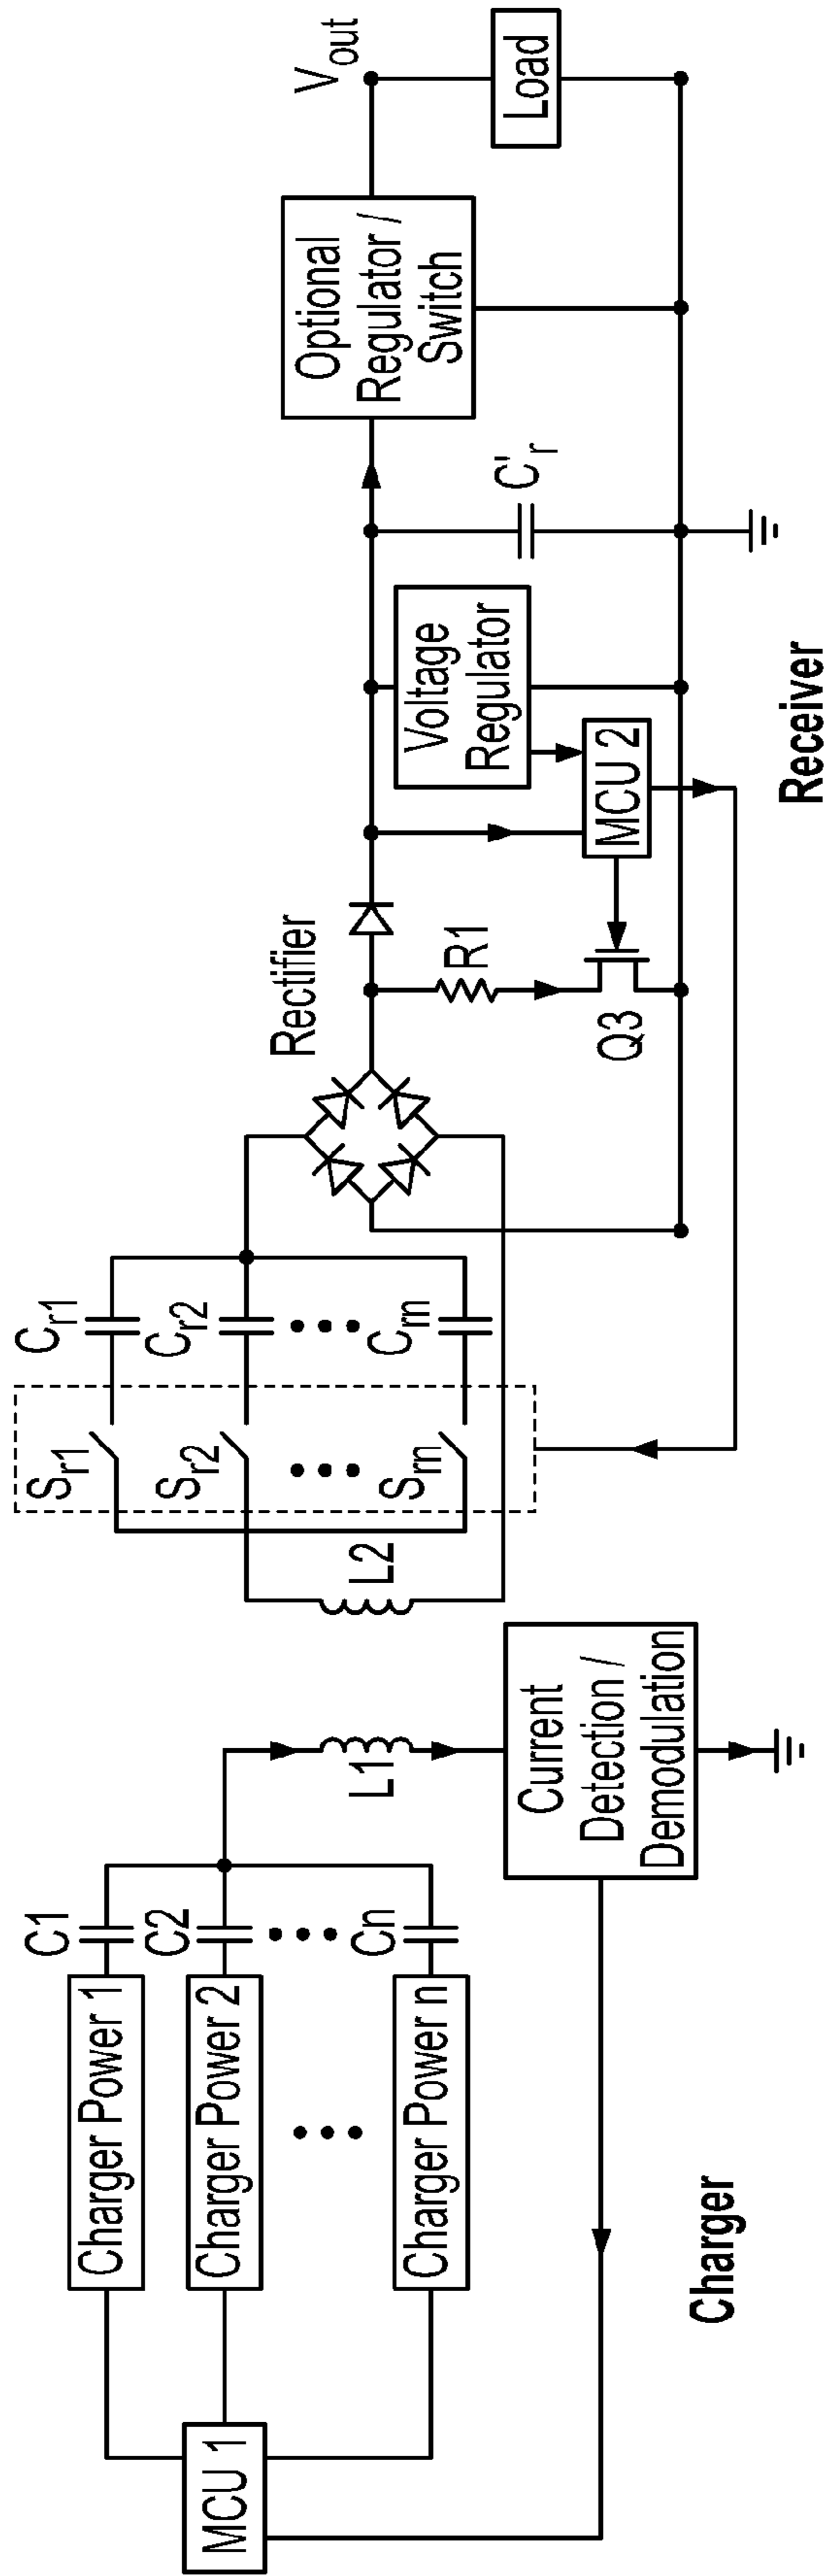 MCU 1
Charger Power 1
Charger Power 2
Charger Power n
C1
C2
Cn
L1
Current
Detection /
Demodulation
Charger
L2
Sr1
Sr2
Srn
Cr1
Cr2
Crn
Rectifier
R1
Q3
MCU 2
Voltage
Regulator
C'r
Optional
Regulator /
Switch
Vout
Load
Receiver